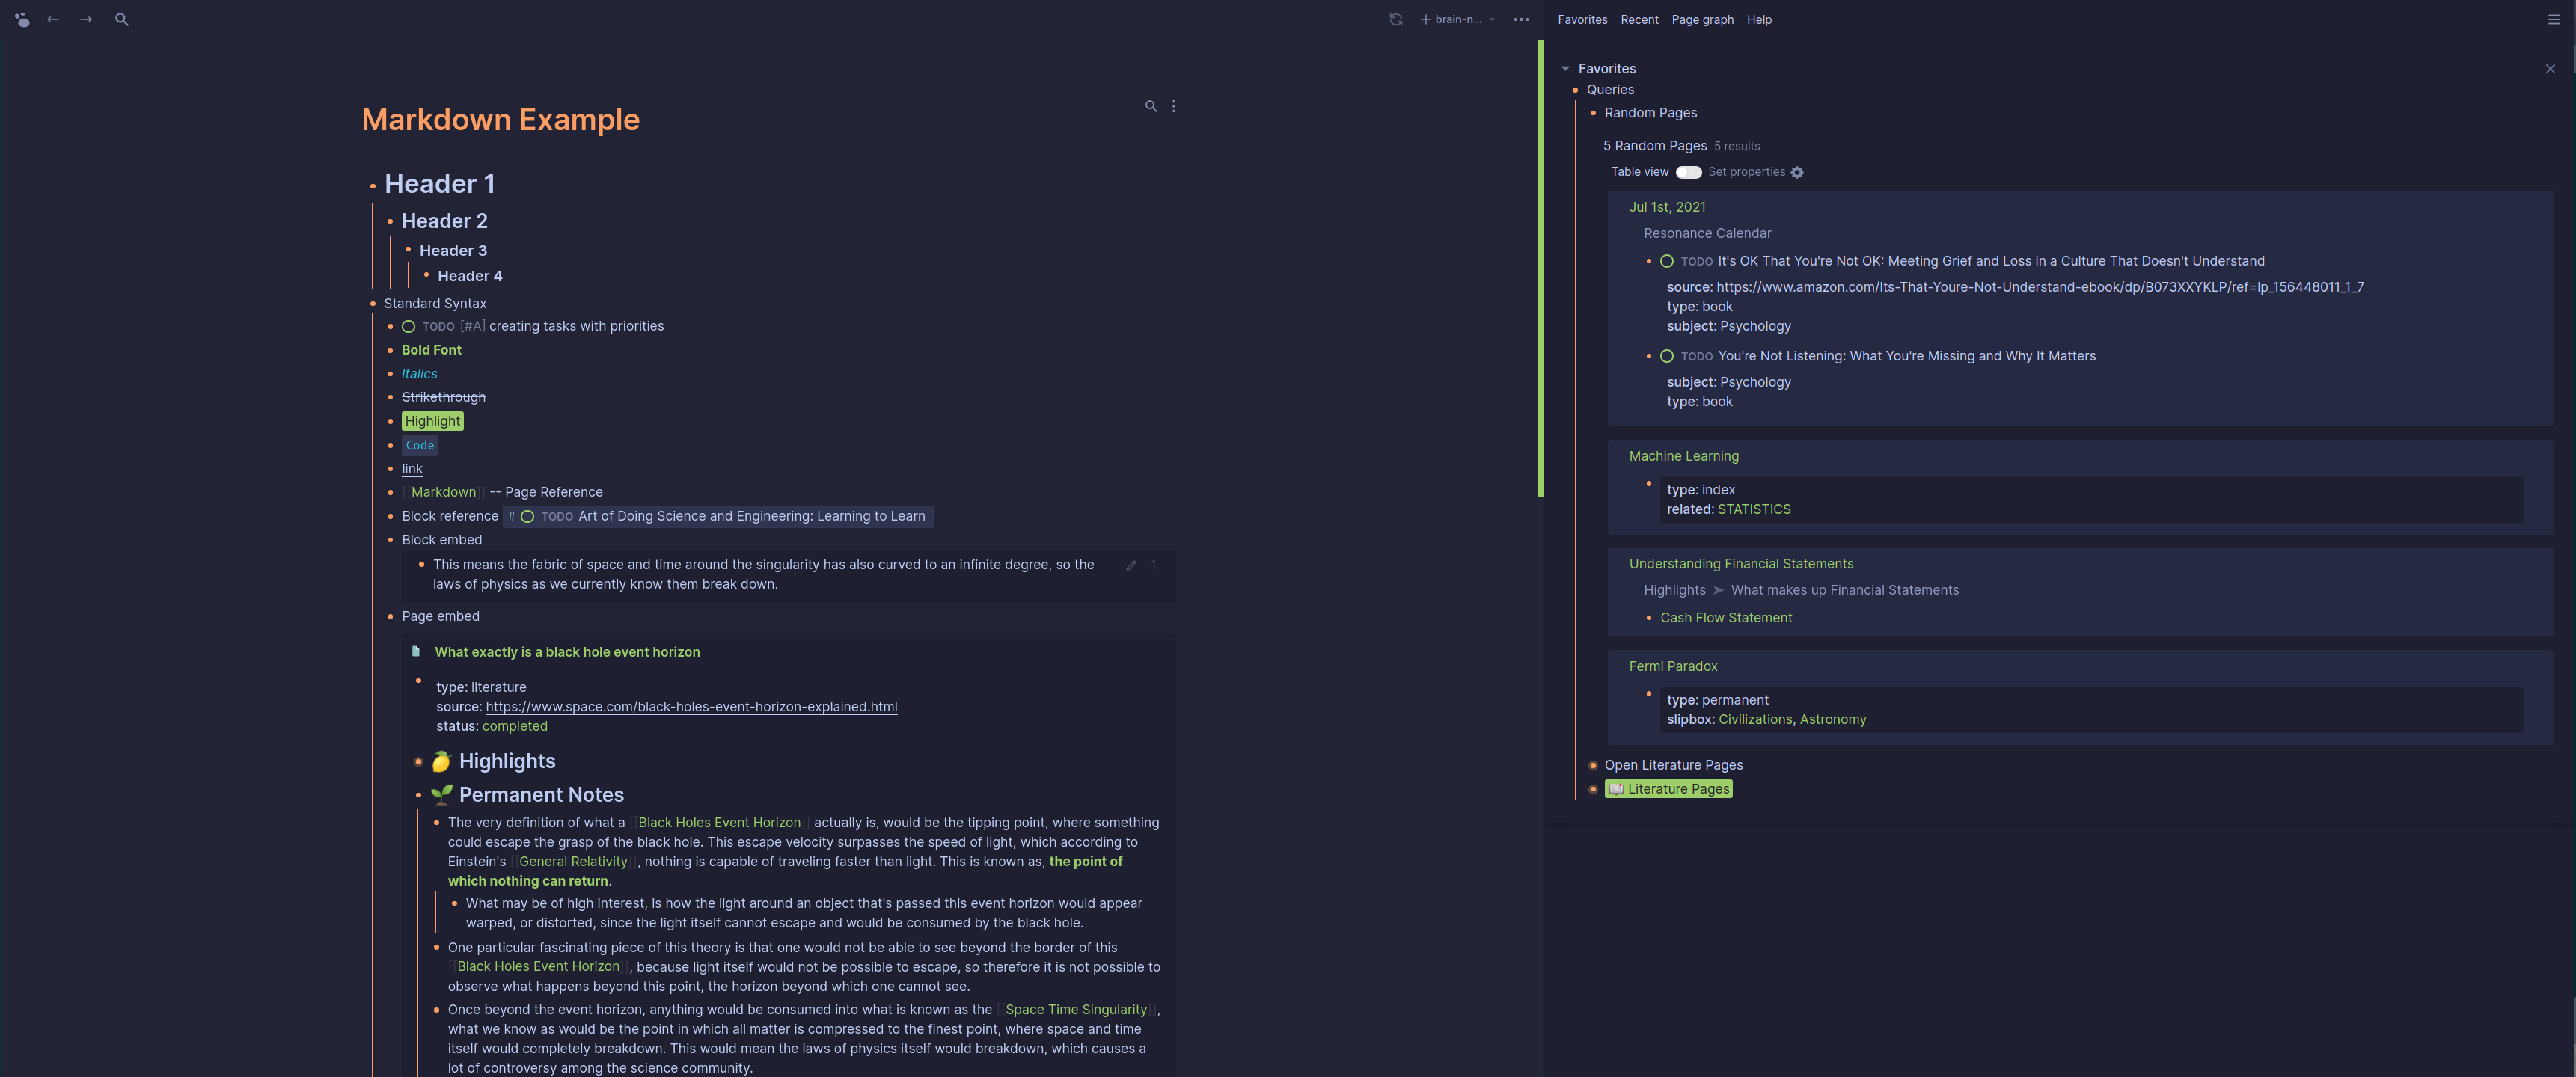 brain-n...
Markdown Example
Header 1
Header 2
Header 3
Header 4
Standard Syntax
TODO [#A] creating tasks with priorities
Bold Font
Italics
Strikethrough
Highlight
Code
link
[[Markdown]] -- Page Reference
Block reference # TODO Art of Doing Science and Engineering: Learning to Learn
Block embed
This means the fabric of space and time around the singularity has also curved to an infinite degree, so the
laws of physics as we currently know them break down.
1
Page embed
What exactly is a black hole event horizon
type: literature
source: https://www.space.com/black-holes-event-horizon-explained.html
status: completed
Highlights
Permanent Notes
The very definition of what a [[Black Holes Event Horizon]] actually is, would be the tipping point, where something
could escape the grasp of the black hole. This escape velocity surpasses the speed of light, which according to
Einstein's [[General Relativity]], nothing is capable of traveling faster than light. This is known as, the point of
which nothing can return.
What may be of high interest, is how the light around an object that's passed this event horizon would appear
warped, or distorted, since the light itself cannot escape and would be consumed by the black hole.
One particular fascinating piece of this theory is that one would not be able to see beyond the border of this
[[Black Holes Event Horizon]], because light itself would not be possible to escape, so therefore it is not possible to
observe what happens beyond this point, the horizon beyond which one cannot see.
Once beyond the event horizon, anything would be consumed into what is known as the [[Space Time Singularity]],
what we know as would be the point in which all matter is compressed to the finest point, where space and time
itself would completely breakdown. This would mean the laws of physics itself would breakdown, which causes a
lot of controversy among the science community.
Favorites Recent Page graph Help
Favorites
Queries
Random Pages
5 Random Pages 5 results
Table view Set properties
Jul 1st, 2021
Resonance Calendar
TODO It's OK That You're Not OK: Meeting Grief and Loss in a Culture That Doesn't Understand
source: https://www.amazon.com/Its-That-Youre-Not-Understand-ebook/dp/B073XXYKLP/ref=lp_156448011_1_7
type: book
subject: Psychology
TODO You're Not Listening: What You're Missing and Why It Matters
subject: Psychology
type: book
Machine Learning
type: index
related: STATISTICS
Understanding Financial Statements
Highlights ➤ What makes up Financial Statements
Cash Flow Statement
Fermi Paradox
type: permanent
slipbox: Civilizations, Astronomy
Open Literature Pages
Literature Pages